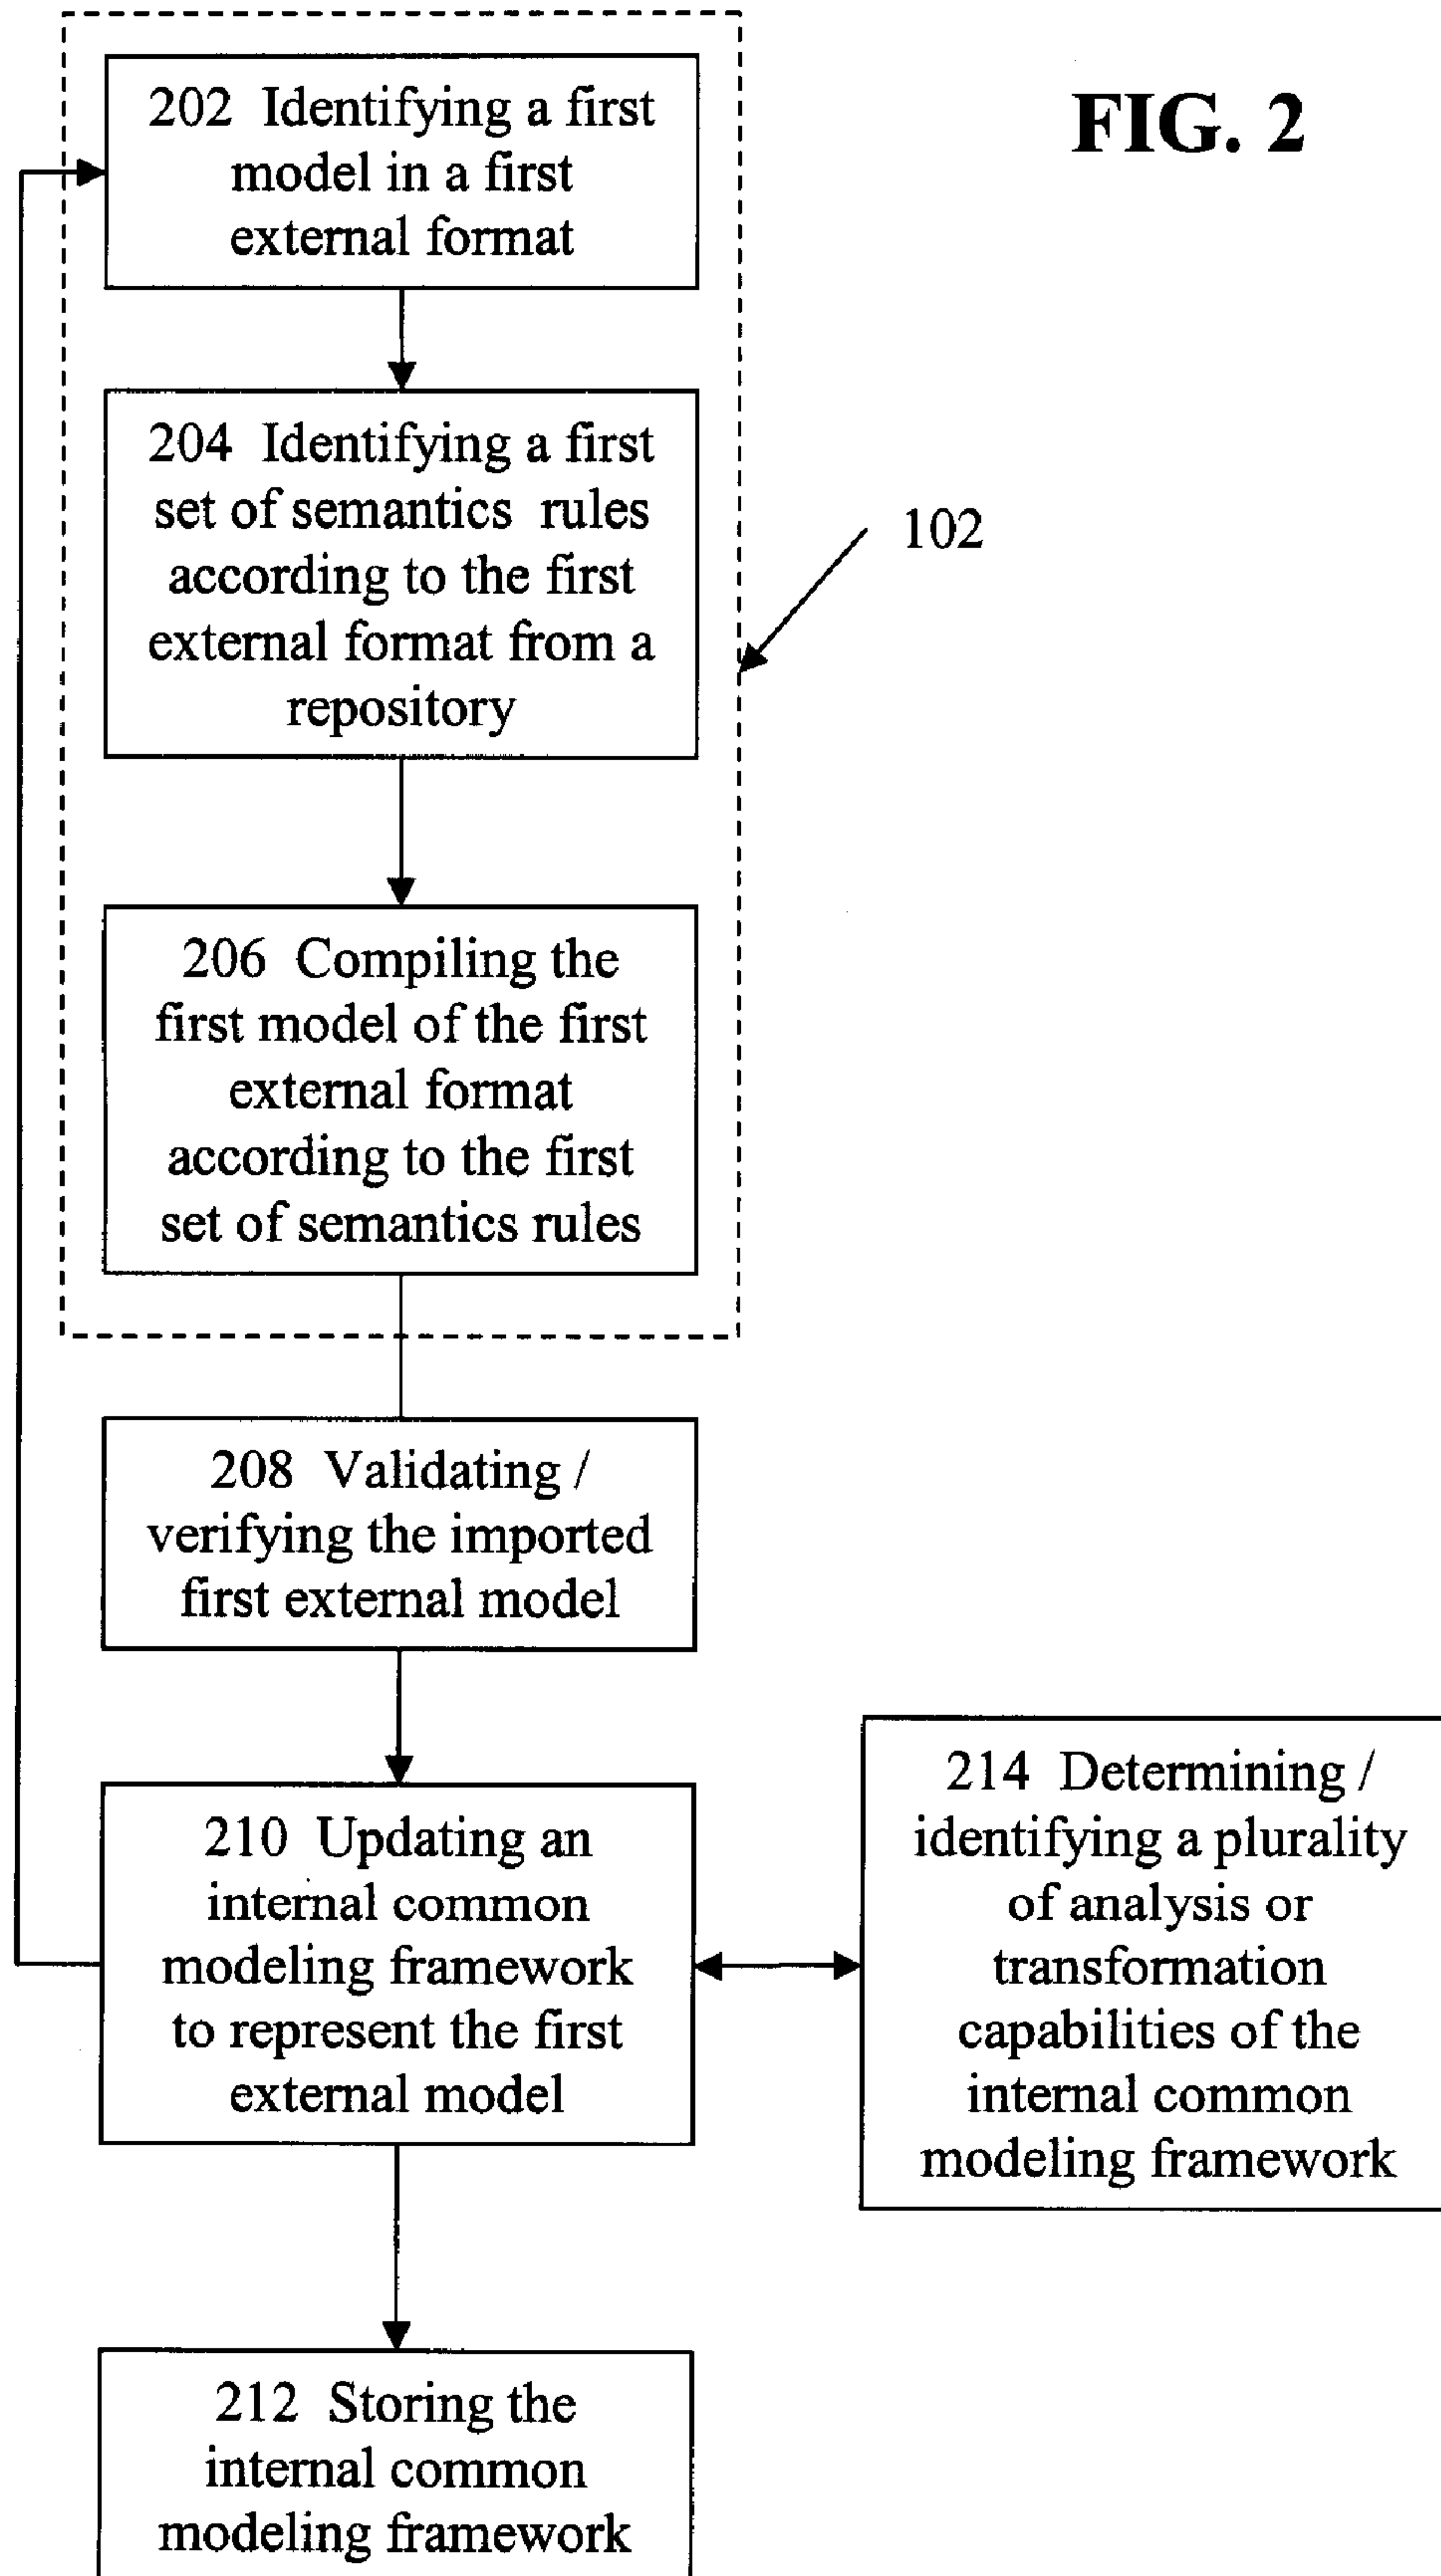 FIG. 2
202 Identifying a first
model in a first
external format
204 Identifying a first
set of semantics rules
according to the first
external format from a
repository
102
206 Compiling the
first model of the first
external format
according to the first
set of semantics rules
208 Validating /
verifying the imported
first external model
210 Updating an
internal common
modeling framework
to represent the first
external model
214 Determining /
identifying a plurality
of analysis or
transformation
capabilities of the
internal common
modeling framework
212 Storing the
internal common
modeling framework